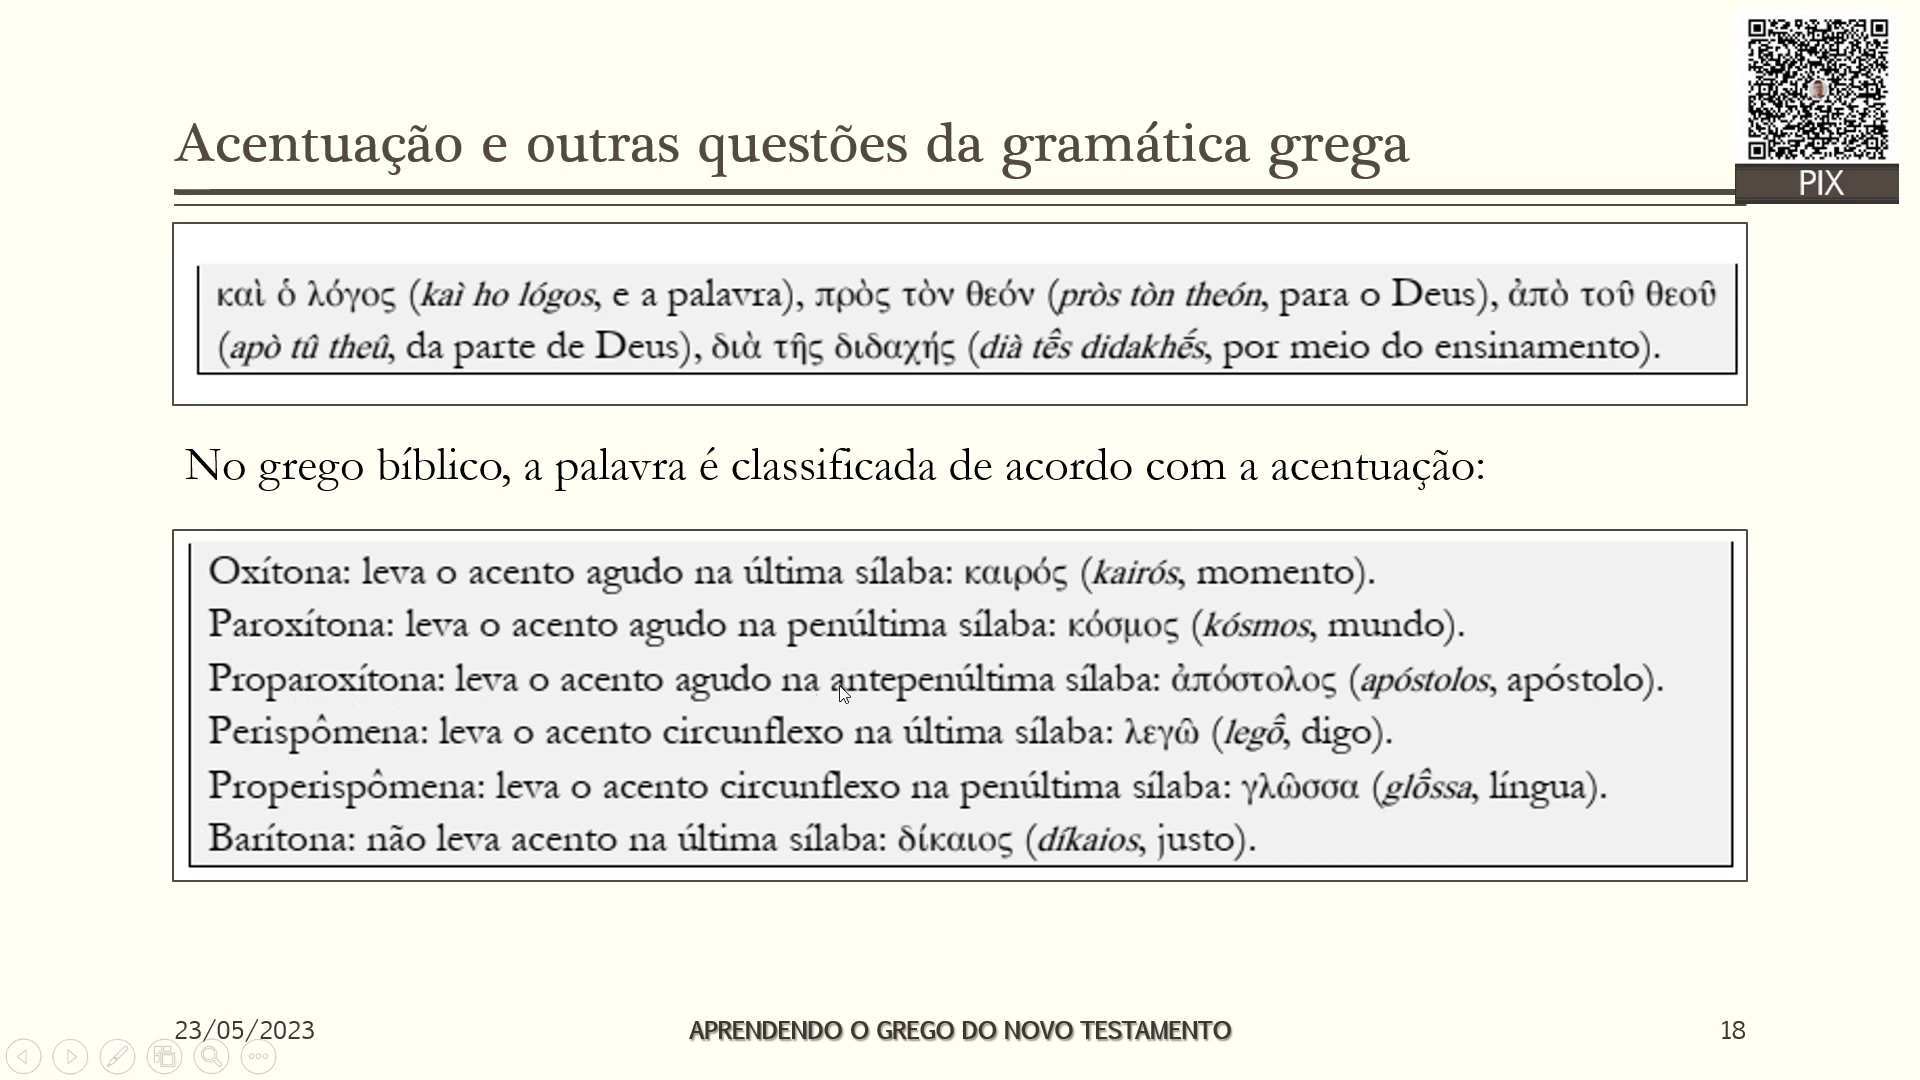 PIX
Acentuação e outras questões da gramática grega
καὶ ὁ λόγος (kaì ho lógos, e a palavra), πρὸς τὸν θεόν (pròs tòn theón, para o Deus), ἀπὸ τοῦ θεοῦ
(apò tû theû, da parte de Deus), διὰ τῆς διδαχής (dià tē̂s didakhḗs, por meio do ensinamento).
No grego bíblico, a palavra é classificada de acordo com a acentuação:
Oxítona: leva o acento agudo na última sílaba: καιρός (kairós, momento).
Paroxítona: leva o acento agudo na penúltima sílaba: κόσμος (kósmos, mundo).
Proparoxítona: leva o acento agudo na antepenúltima sílaba: ἀπόστολος (apóstolos, apóstolo).
Perispômena: leva o acento circunflexo na última sílaba: λεγῶ (legō̂, digo).
Properispômena: leva o acento circunflexo na penúltima sílaba: γλῶσσα (glō̂ssa, língua).
Barítona: não leva acento na última sílaba: δίκαιος (díkaios, justo).
23/05/2023
APRENDENDO O GREGO DO NOVO TESTAMENTO
18